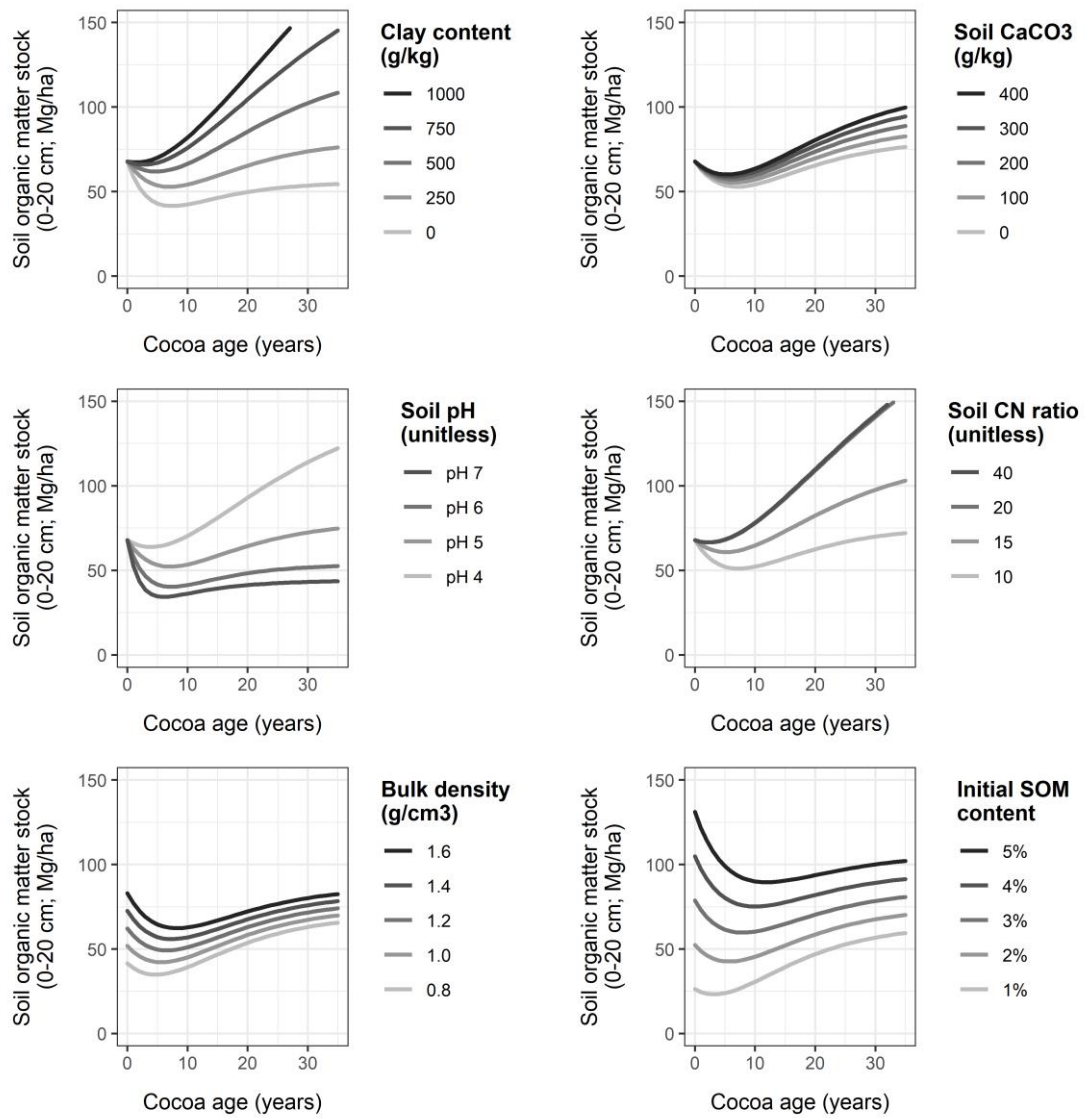 Soil organic matter stock
(0-20 cm; Mg/ha)
150
100
50
0
0 10 20 30
Cocoa age (years)
Clay content
(g/kg)
1000
750
500
250
0
Soil organic matter stock
(0-20 cm; Mg/ha)
150
100
50
0
0 10 20 30
Cocoa age (years)
Soil CaCO3
(g/kg)
400
300
200
100
0
Soil organic matter stock
(0-20 cm; Mg/ha)
150
100
50
0
0 10 20 30
Cocoa age (years)
Soil pH
(unitless)
pH 7
pH 6
pH 5
pH 4
Soil organic matter stock
(0-20 cm; Mg/ha)
150
100
50
0
0 10 20 30
Cocoa age (years)
Soil CN ratio
(unitless)
40
20
15
10
Soil organic matter stock
(0-20 cm; Mg/ha)
150
100
50
0
0 10 20 30
Cocoa age (years)
Bulk density
(g/cm3)
1.6
1.4
1.2
1.0
0.8
Soil organic matter stock
(0-20 cm; Mg/ha)
150
100
50
0
0 10 20 30
Cocoa age (years)
Initial SOM
content
5%
4%
3%
2%
1%